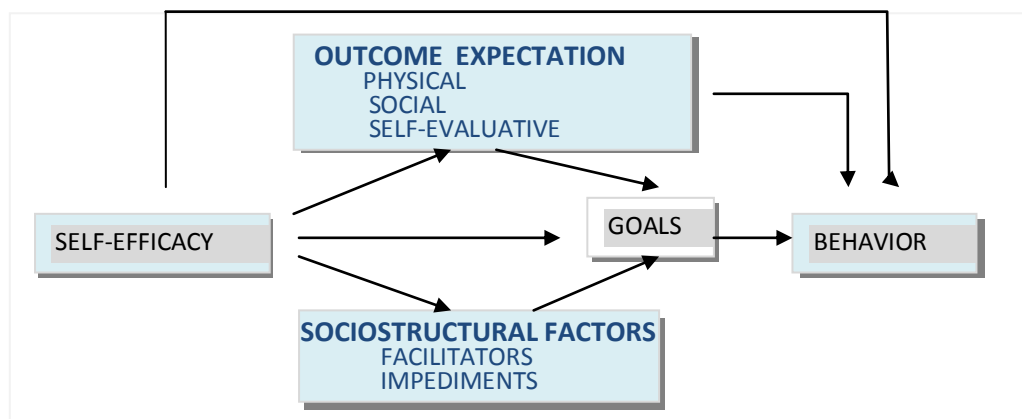 OUTCOME EXPECTATION
PHYSICAL
SOCIAL
SELF-EVALUATIVE
SELF-EFFICACY
GOALS
BEHAVIOR
SOCIOSTRUCTURAL FACTORS
FACILITATORS
IMPEDIMENTS